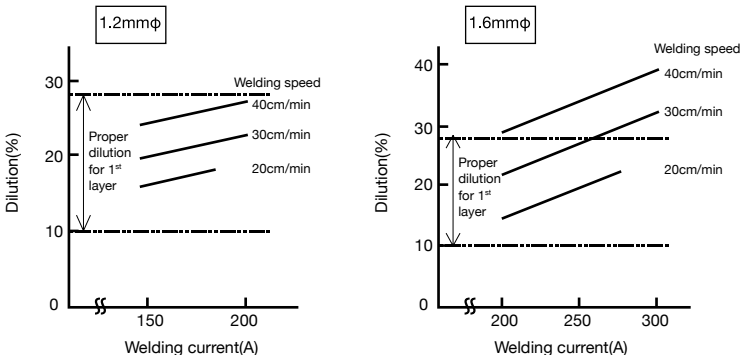 1.2mmφ
30
20
10
0
Dilution(%)
Proper
dilution
for 1st
layer
Welding speed
40cm/min
30cm/min
20cm/min
150
200
Welding current(A)
1.6mmφ
40
30
20
10
0
Dilution(%)
Proper
dilution
for 1st
layer
Welding speed
40cm/min
30cm/min
20cm/min
200
250
300
Welding current(A)